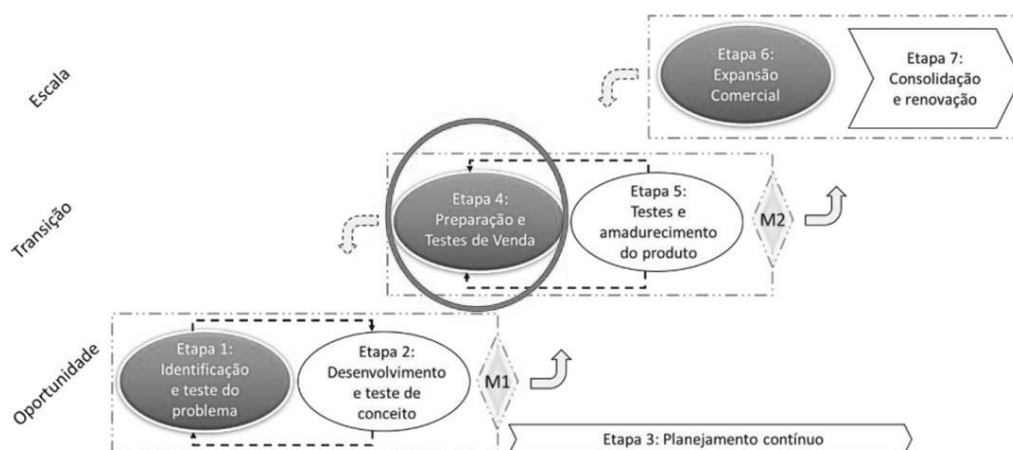 Escala
Etapa 6:
Expansão
Comercial
Etapa 7:
Consolidação
e renovação
Transição
Etapa 4:
Preparação e
Testes de Venda
Etapa 5:
Testes e
amadurecimento
do produto
M2
Oportunidade
Etapa 1:
Identificação
e teste do
problema
Etapa 2:
Desenvolvimento
e teste de
conceito
M1
Etapa 3: Planejamento contínuo